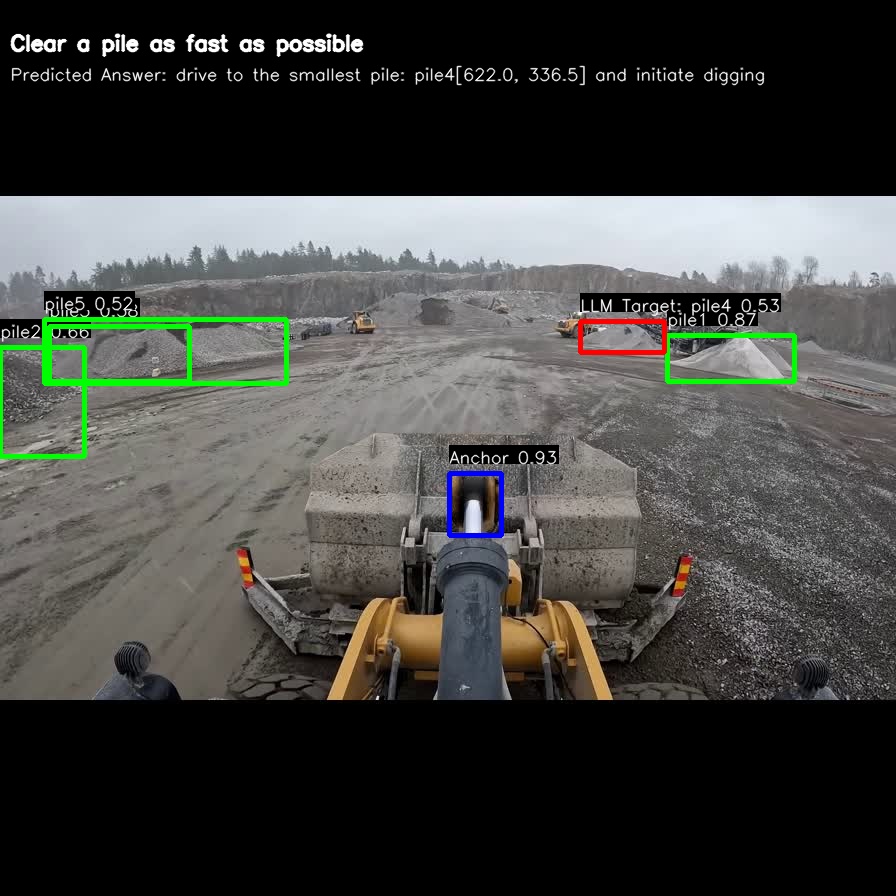 Clear a pile as fast as possible
Predicted Answer: drive to the smallest pile: pile4[622.0, 336.5] and initiate digging
pile5 0.52
LLM Target: pile4 0.53
pile1 0.87
pile2 0.66
Anchor 0.93